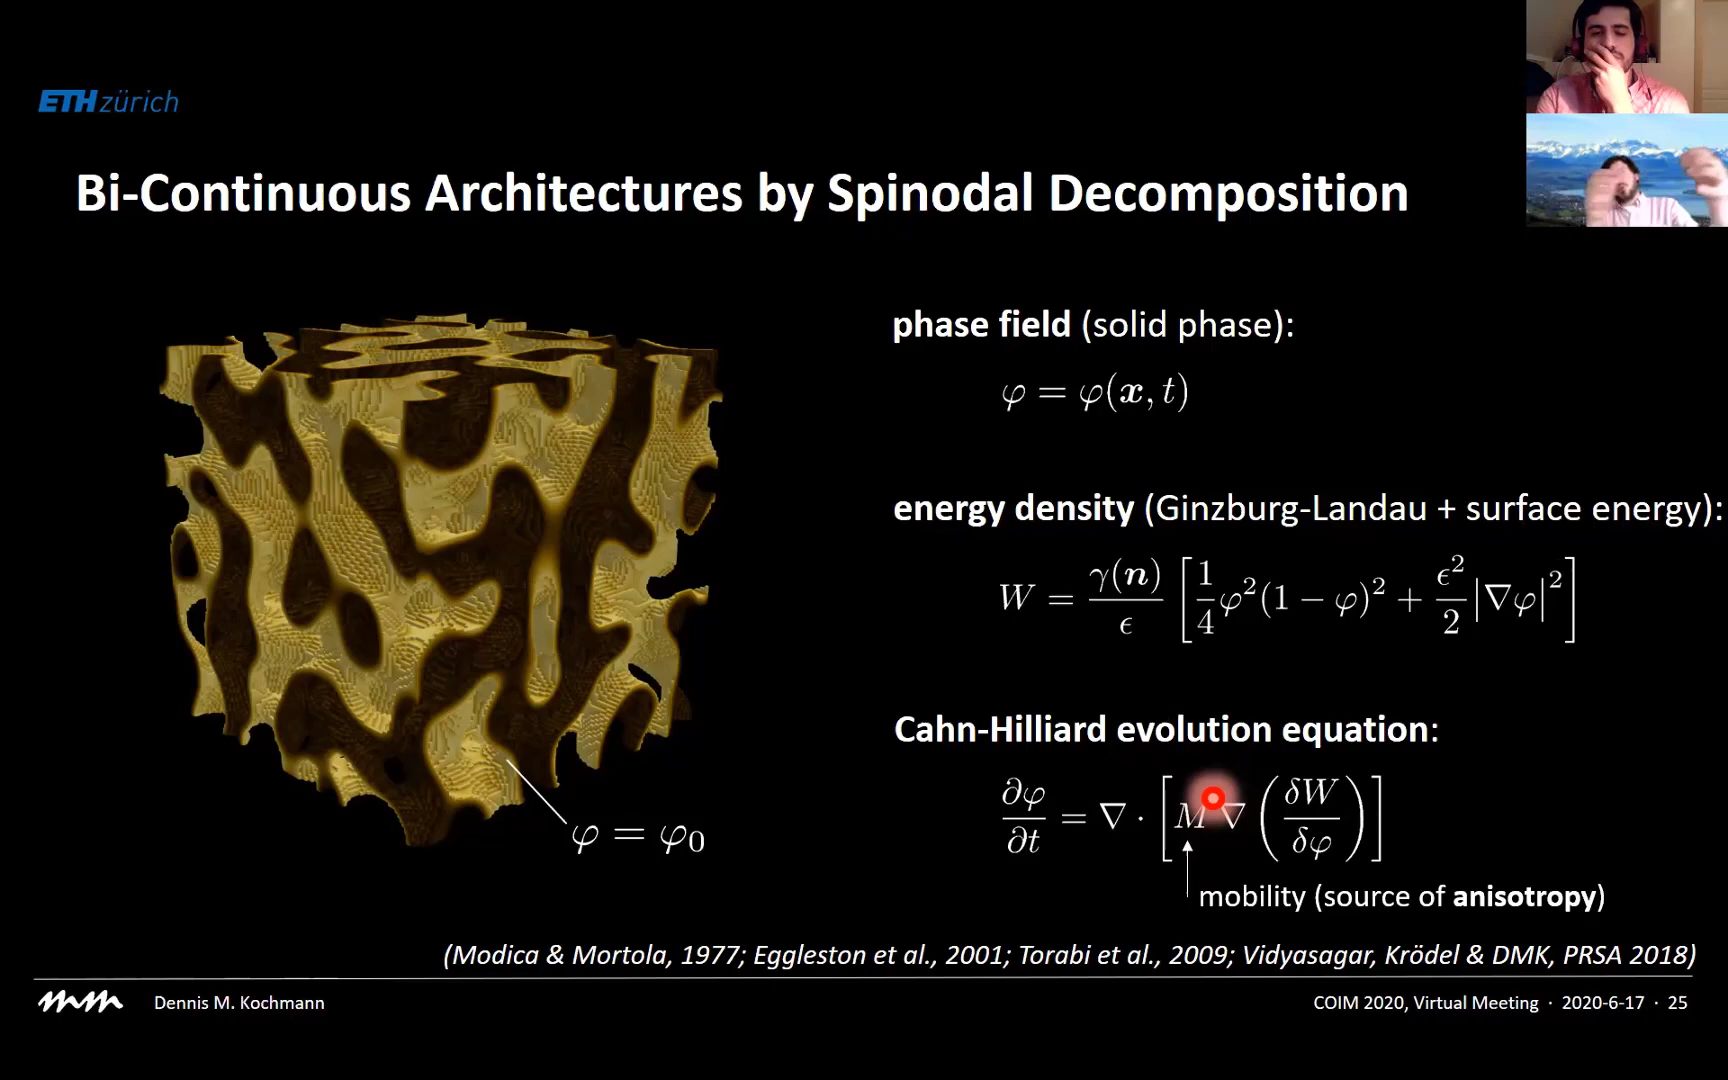 ETH zürich
Bi-Continuous Architectures by Spinodal Decomposition
phase field (solid phase):
φ = φ(x, t)
energy density (Ginzburg-Landau + surface energy):
W = γ(n)/ϵ [1/4 φ²(1 − φ)² + ϵ²/2 |∇φ|²]
Cahn-Hilliard evolution equation:
∂φ/∂t = ∇ · [M ∇ (δW/δφ)]
φ = φ₀
mobility (source of anisotropy)
(Modica & Mortola, 1977; Eggleston et al., 2001; Torabi et al., 2009; Vidyasagar, Krödel & DMK, PRSA 2018)
Dennis M. Kochmann
COIM 2020, Virtual Meeting · 2020-6-17 · 25